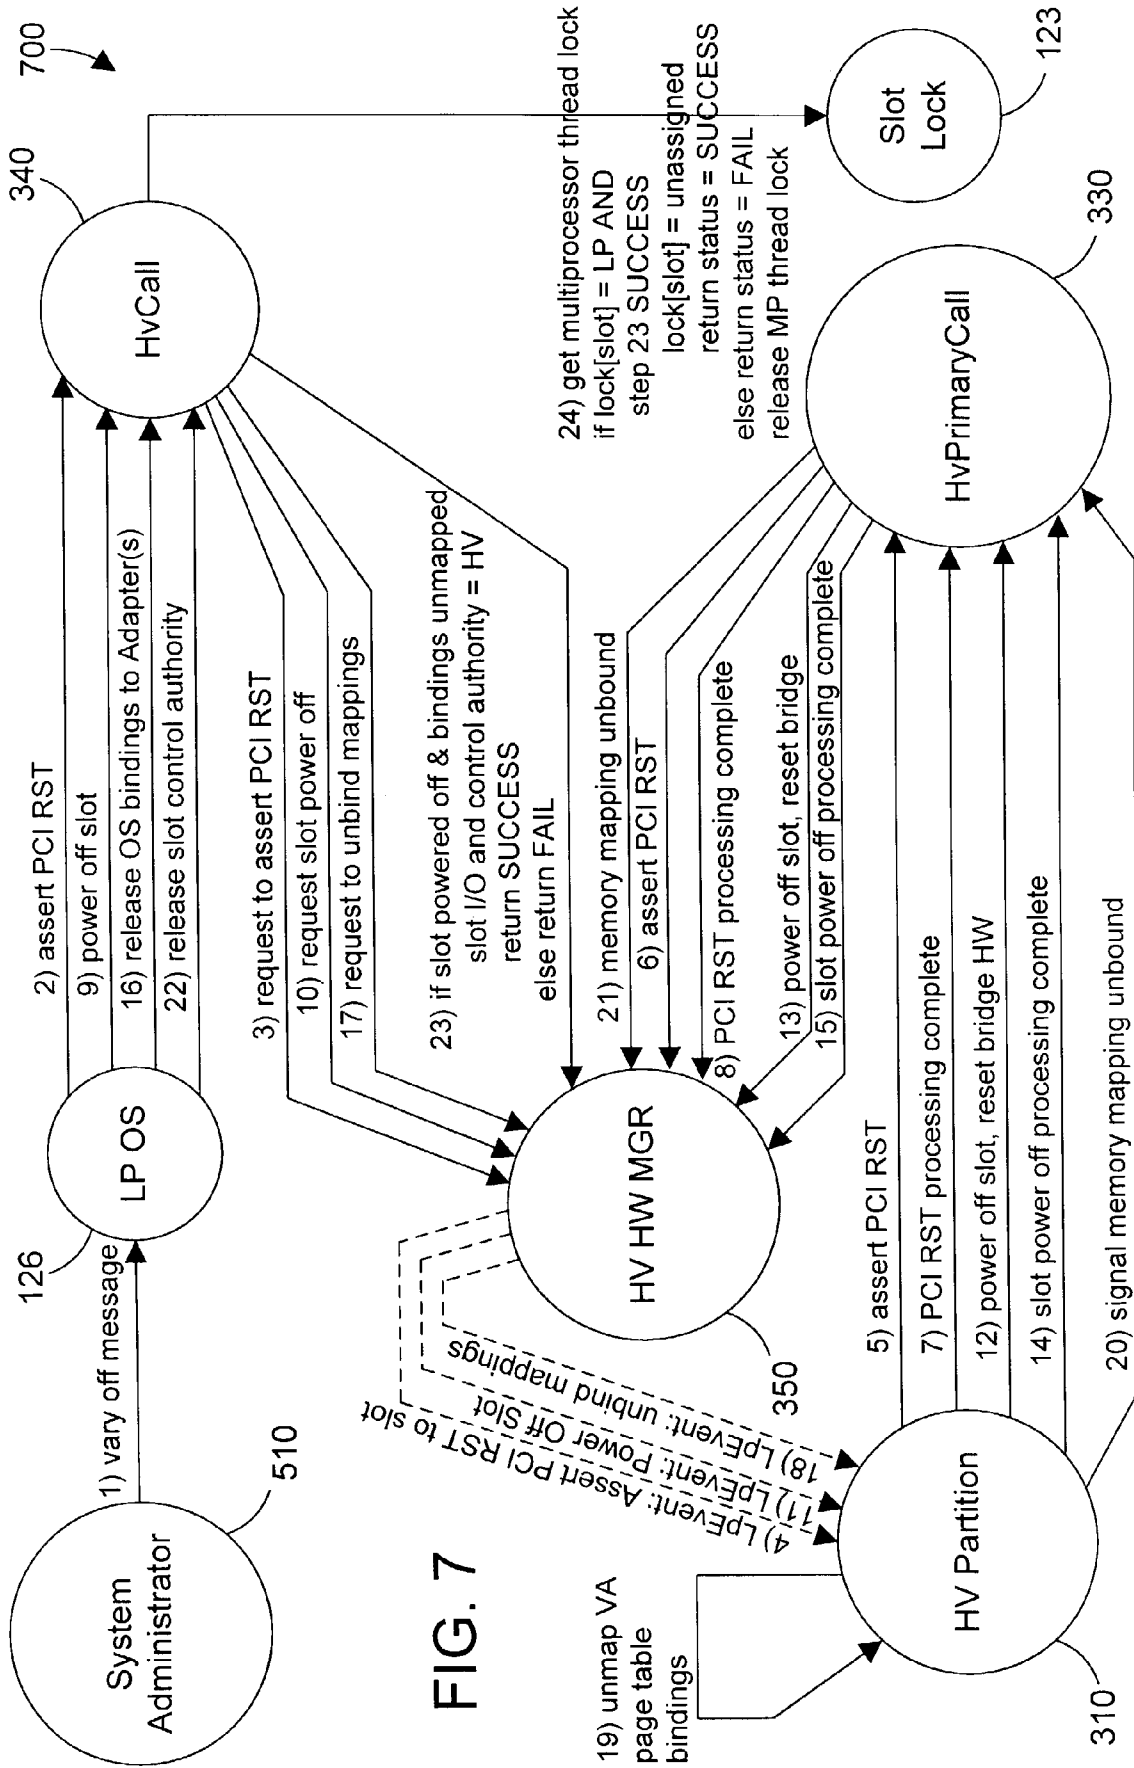 700
System
Administrator
510
1) vary off message
126
LP OS
2) assert PCI RST
9) power off slot
16) release OS bindings to Adapter(s)
22) release slot control authority
340
HvCall
3) request to assert PCI RST
10) request slot power off
17) request to unbind mappings
23) if slot powered off & bindings unmapped
slot I/O and control authority = HV
return SUCCESS
else return FAIL
24) get multiprocessor thread lock
if lock[slot] = LP AND
step 23 SUCCESS
lock[slot] = unassigned
return status = SUCCESS
else return status = FAIL
release MP thread lock
Slot
Lock
123
FIG. 7
HV HW MGR
350
21) memory mapping unbound
6) assert PCI RST
8) PCI RST processing complete
13) power off slot, reset bridge
15) slot power off processing complete
HvPrimaryCall
330
4) LpEvent: Assert PCI RST to slot
11) LpEvent: Power Off Slot
18) LpEvent: unbind mappings
19) unmap VA
page table
bindings
HV Partition
310
5) assert PCI RST
7) PCI RST processing complete
12) power off slot, reset bridge HW
14) slot power off processing complete
20) signal memory mapping unbound